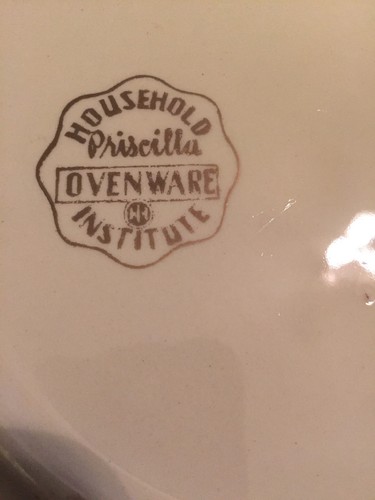 HOUSEHOLD
Priscilla
OVENWARE
HK
INSTITUTE